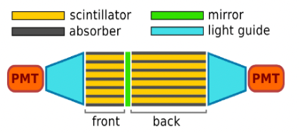 scintillator
mirror
absorber
light guide
PMT
PMT
front
back